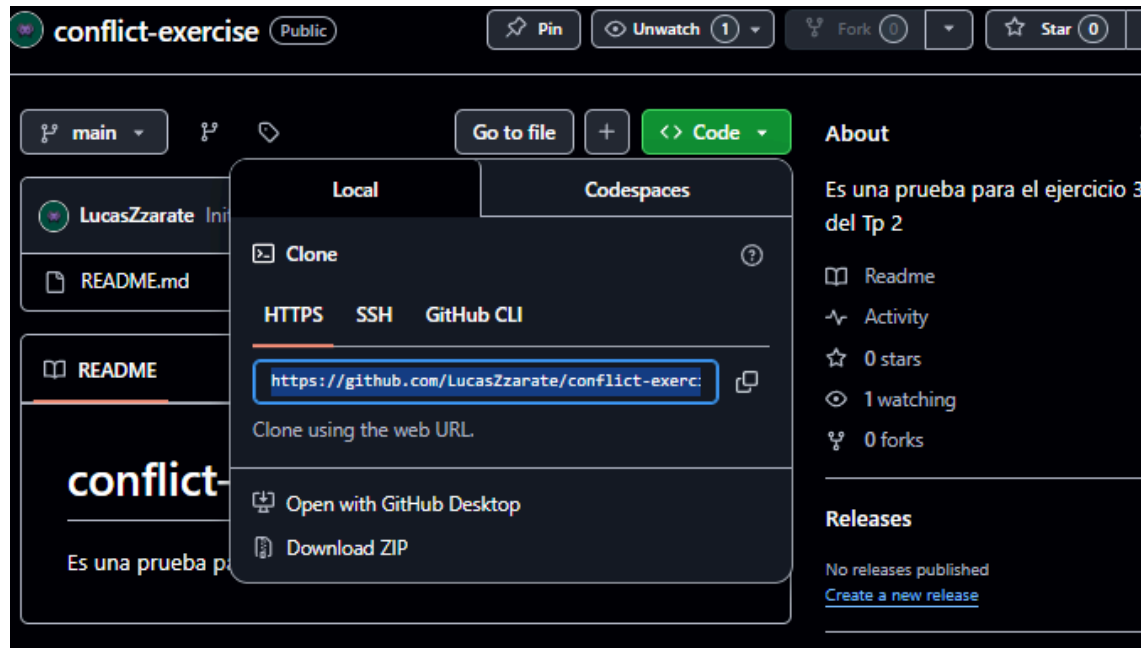 conflict-exercise Public Pin Unwatch 1 Fork 0 Star 0
main Go to file + <> Code
About
Es una prueba para el ejercicio 3
del Tp 2
Local Codespaces
LucasZzarate
Clone
README.md
HTTPS SSH GitHub CLI
https://github.com/LucasZzarate/conflict-exerc
Clone using the web URL.
Open with GitHub Desktop
Download ZIP
README
conflict-
Es una prueba
Readme
Activity
0 stars
1 watching
0 forks
Releases
No releases published
Create a new release